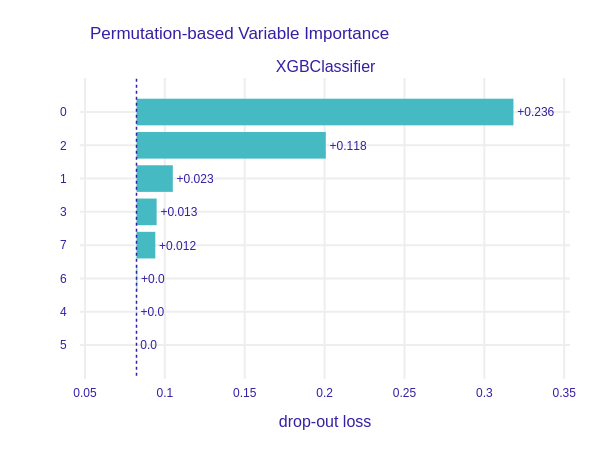 Permutation-based Variable Importance
XGBClassifier
0 +0.236
2 +0.118
1 +0.023
3 +0.013
7 +0.012
6 +0.0
4 +0.0
5 0.0
0.05 0.1 0.15 0.2 0.25 0.3 0.35
drop-out loss